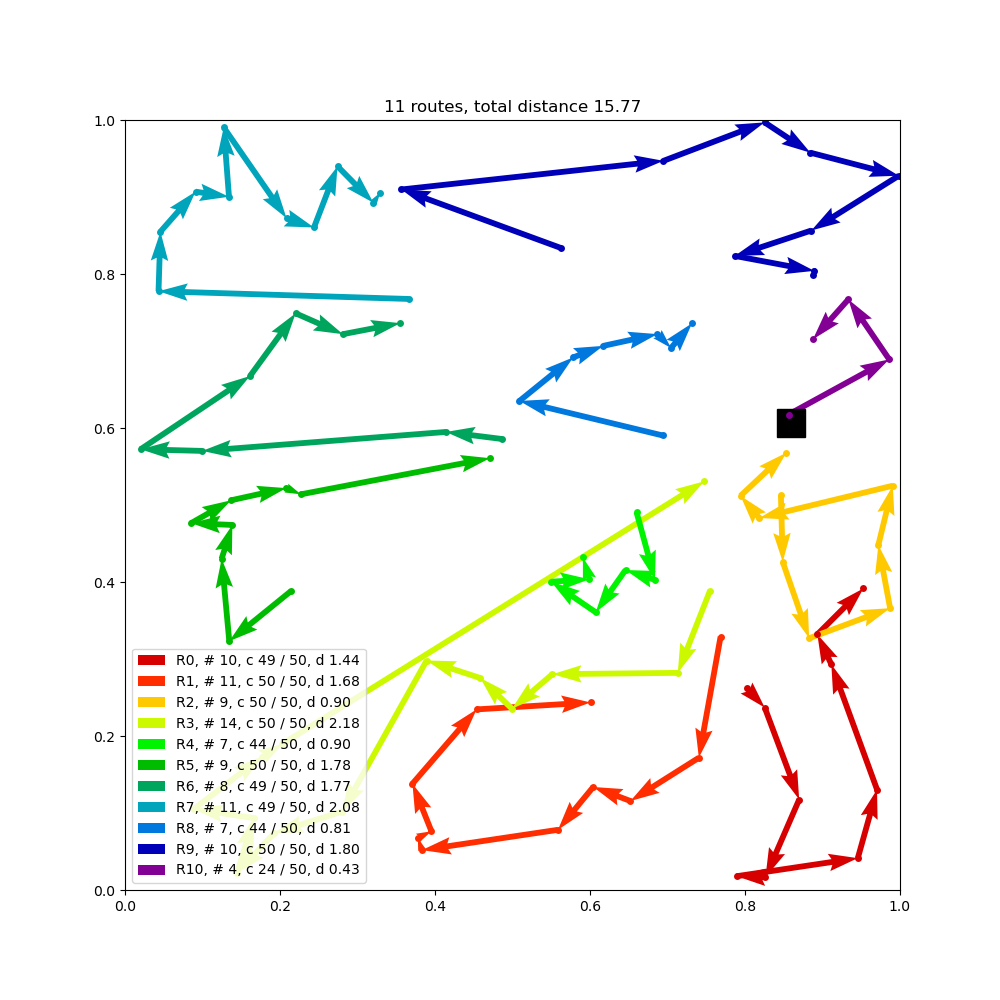 11 routes, total distance 15.77
1.0
0.8
0.6
0.4
0.2
0.0
R0, # 10, c 49 / 50, d 1.44
R1, # 11, c 50 / 50, d 1.68
R2, # 9, c 50 / 50, d 0.90
R3, # 14, c 50 / 50, d 2.18
R4, # 7, c 44 / 50, d 0.90
R5, # 9, c 50 / 50, d 1.78
R6, # 8, c 49 / 50, d 1.77
R7, # 11, c 49 / 50, d 2.08
R8, # 7, c 44 / 50, d 0.81
R9, # 10, c 50 / 50, d 1.80
R10, # 4, c 24 / 50, d 0.43
0.0 0.2 0.4 0.6 0.8 1.0